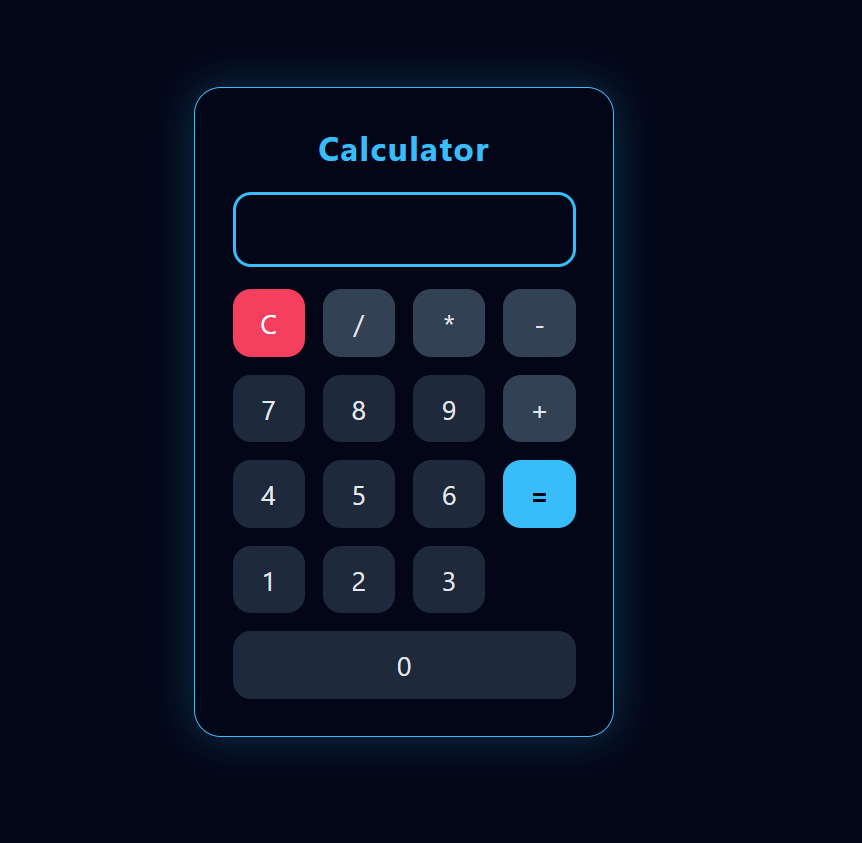 Calculator
C / * -
7 8 9 +
4 5 6 =
1 2 3
0